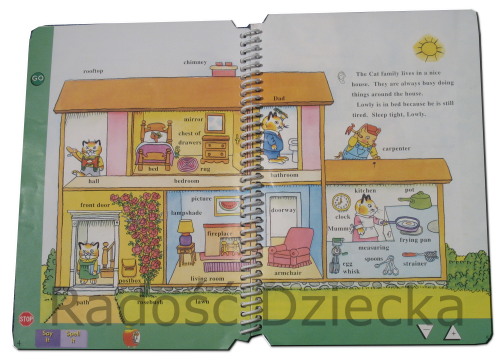 chimney
rooftop
GO
Dad
mirror
chest of
drawers
bed
rug
hall
bedroom
bathroom
The Cat family lives in a nice
house. They are always busy doing
things around the house.
Lowly is in bed because he is still
tired. Sleep tight, Lowly.
carpenter
front door
picture
lampshade
fireplace
doorway
living room
armchair
postbox
path
rosebush
lawn
kitchen
pot
clock
Mummy
frying pan
measuring
spoons
egg
whisk
strainer
STOP
4
Say
it
Spell
it
Radość Dziecka